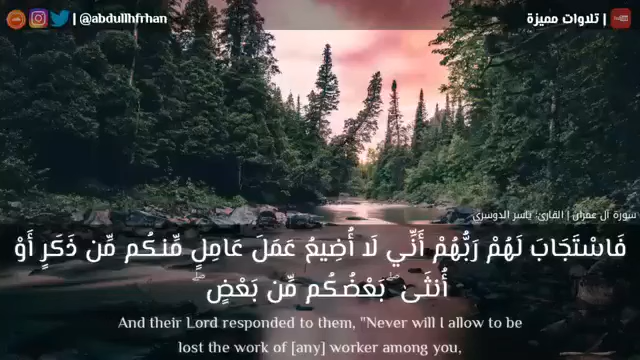 | @abdullhfrhan
تلاوات مميزة |
سورة آل عمران | القارئ: ياسر الدوسري
فَاسْتَجَابَ لَهُمْ رَبُّهُمْ أَنِّي لَا أُضِيعُ عَمَلَ عَامِلٍ مِّنكُم مِّن ذَكَرٍ أَوْ
أُنثَىٰ ۖ بَعْضُكُم مِّن بَعْضٍ ۖ
And their Lord responded to them, "Never will I allow to be
lost the work of [any] worker among you,